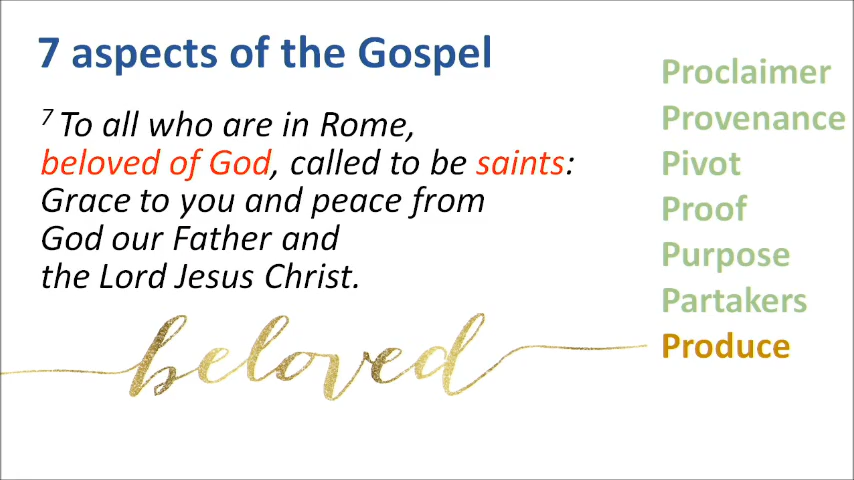 7 aspects of the Gospel
7 To all who are in Rome,
beloved of God, called to be saints:
Grace to you and peace from
God our Father and
the Lord Jesus Christ.
beloved
Proclaimer
Provenance
Pivot
Proof
Purpose
Partakers
Produce